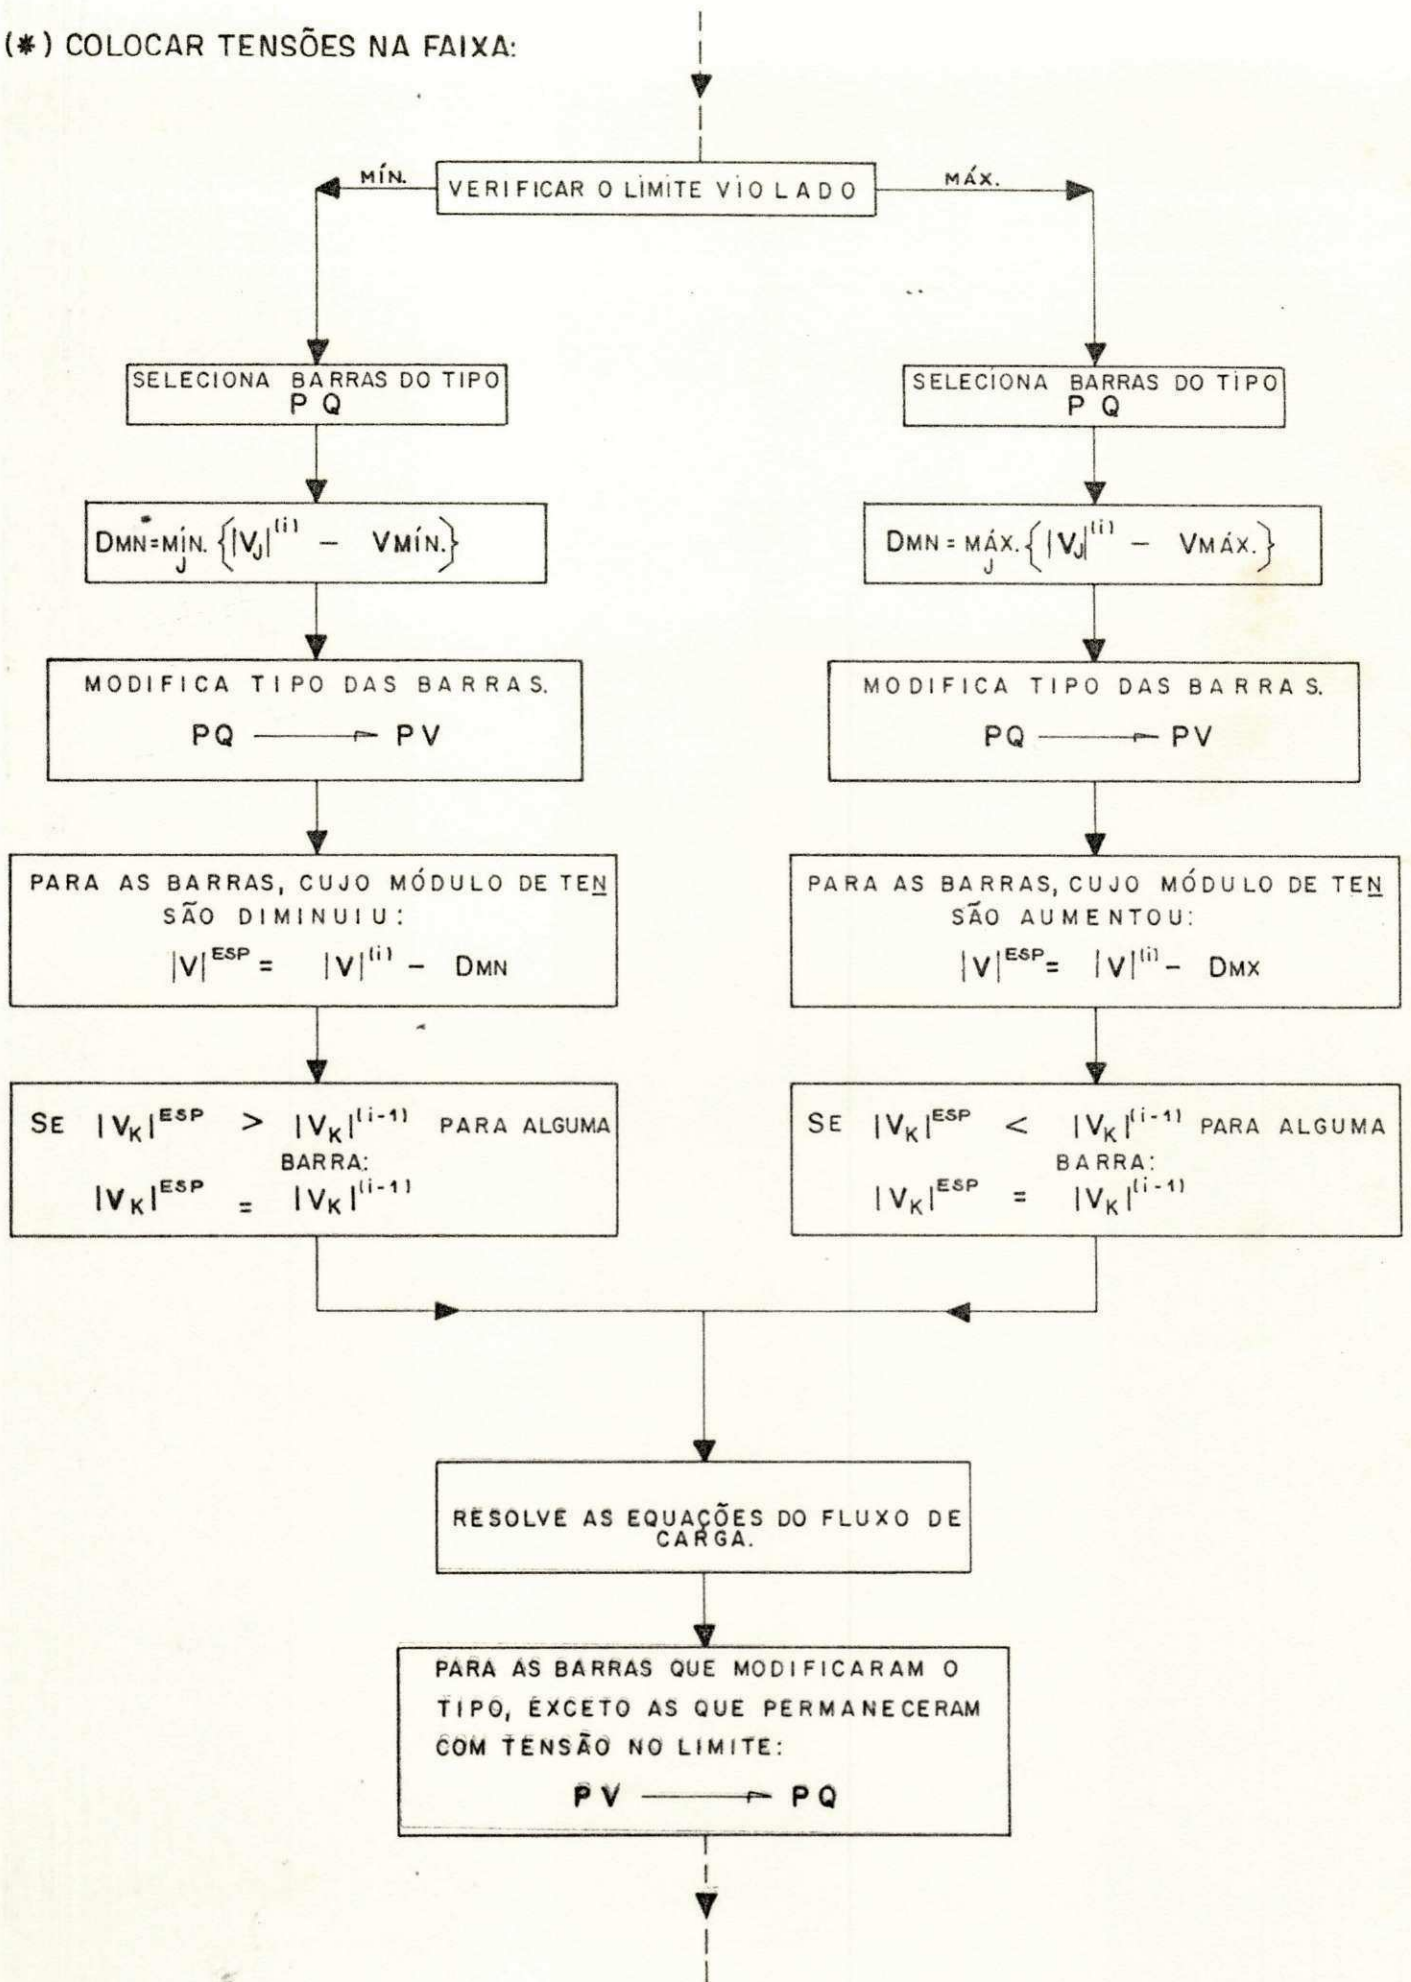 (*) COLOCAR TENSÕES NA FAIXA:
MÍN.
VERIFICAR O LIMITE VIOLADO
MÁX.
SELECIONA BARRAS DO TIPO
PQ
DMN = MÍN. {|VJ|^(i) - VMÍN.}
J
MODIFICA TIPO DAS BARRAS.
PQ → PV
PARA AS BARRAS, CUJO MÓDULO DE TEN
SÃO DIMINUIU:
|V|^ESP = |V|^(i) - DMN
SE |VK|^ESP > |VK|^(i-1) PARA ALGUMA
BARRA:
|VK|^ESP = |VK|^(i-1)
SELECIONA BARRAS DO TIPO
PQ
DMN = MÁX. {|VJ|^(i) - VMÁX.}
J
MODIFICA TIPO DAS BARRAS.
PQ → PV
PARA AS BARRAS, CUJO MÓDULO DE TEN
SÃO AUMENTOU:
|V|^ESP = |V|^(i) - DMX
SE |VK|^ESP < |VK|^(i-1) PARA ALGUMA
BARRA:
|VK|^ESP = |VK|^(i-1)
RESOLVE AS EQUAÇÕES DO FLUXO DE
CARGA.
PARA AS BARRAS QUE MODIFICARAM O
TIPO, EXCETO AS QUE PERMANECERAM
COM TENSÃO NO LIMITE:
PV → PQ